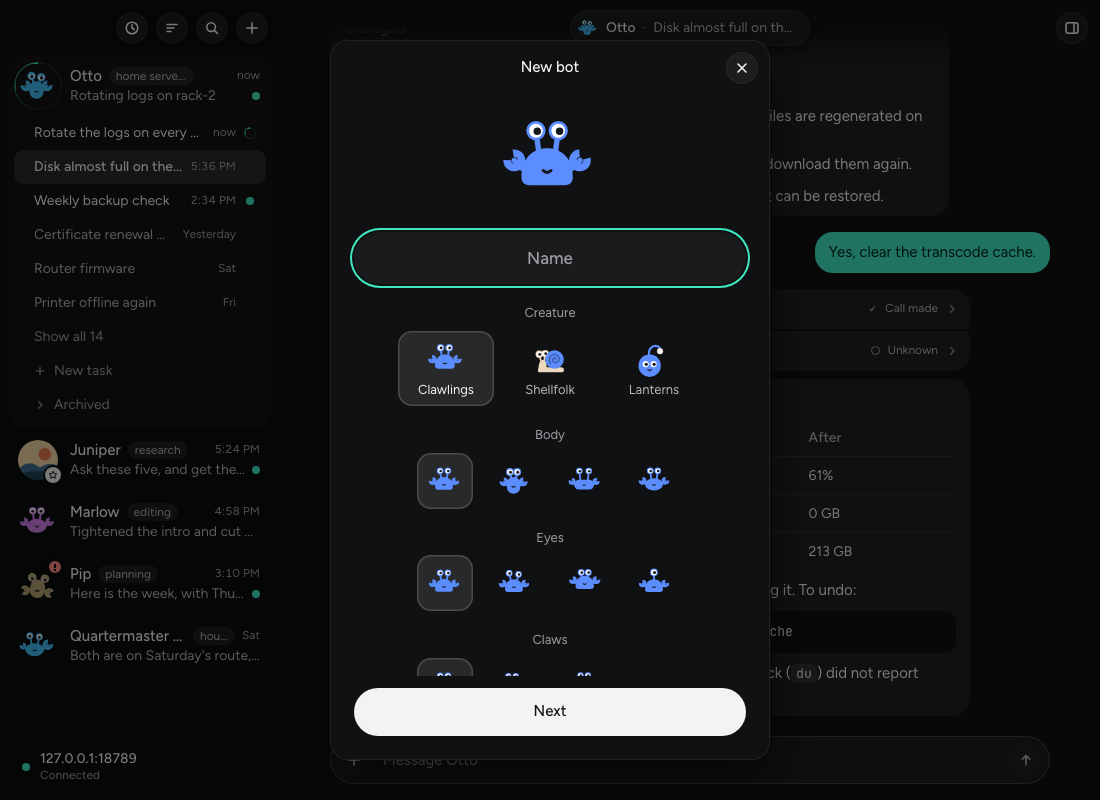 Otto
home serve...
now
Rotating logs on rack-2
Rotate the logs on every ...
now
Disk almost full on the...
5:36 PM
Weekly backup check
2:34 PM
Certificate renewal ...
Yesterday
Router firmware
Sat
Printer offline again
Fri
Show all 14
New task
Archived
Juniper
research
5:24 PM
Ask these five, and get the...
Marlow
editing
4:58 PM
Tightened the intro and cut ...
Pip
planning
3:10 PM
Here is the week, with Thu...
Quartermaster ...
hou...
Sat
Both are on Saturday's route,...
127.0.0.1:18789
Connected
Otto · Disk almost full on th...
iles are regenerated on
download them again.
can be restored.
Yes, clear the transcode cache.
Call made
Unknown
After
61%
0 GB
213 GB
g it. To undo:
che
ck ( du ) did not report
Message Otto
New bot
Name
Creature
Clawlings
Shellfolk
Lanterns
Body
Eyes
Claws
Next